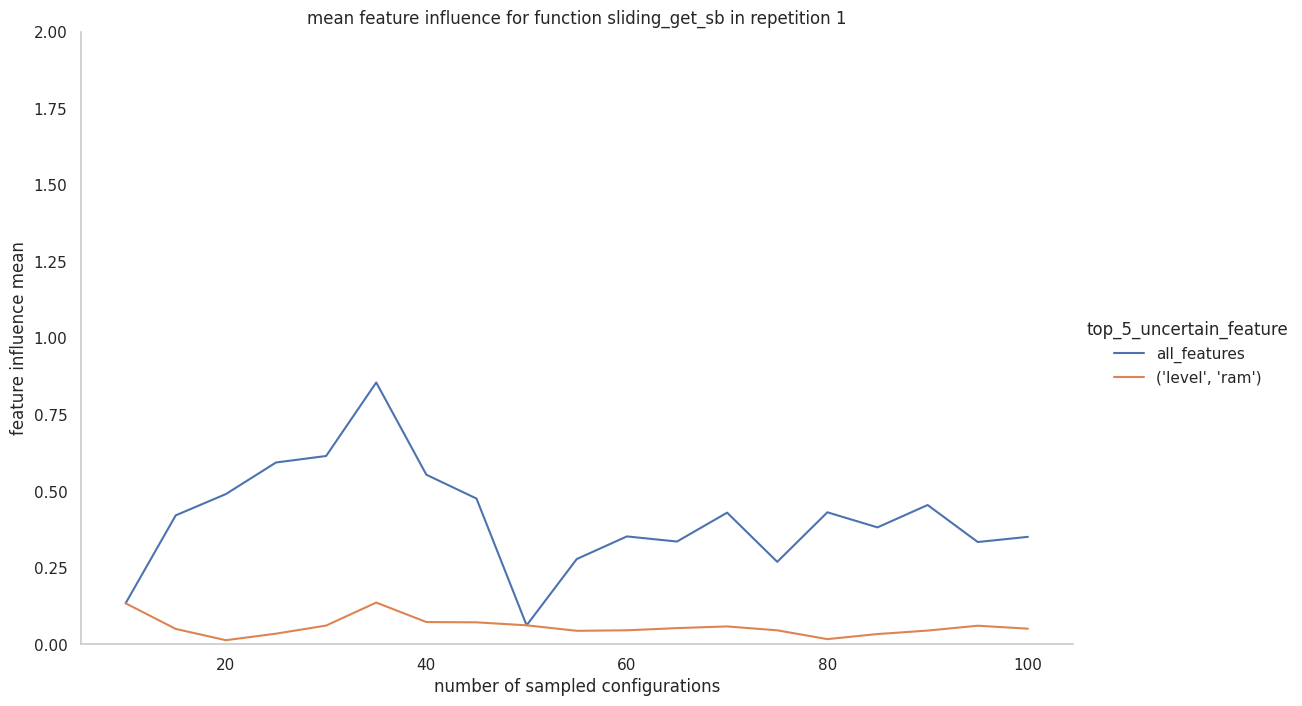 mean feature influence for function sliding_get_sb in repetition 1
2.00
1.75
1.50
1.25
1.00
0.75
0.50
0.25
0.00
feature influence mean
20
40
60
80
100
number of sampled configurations
top_5_uncertain_feature
all_features
('level', 'ram')